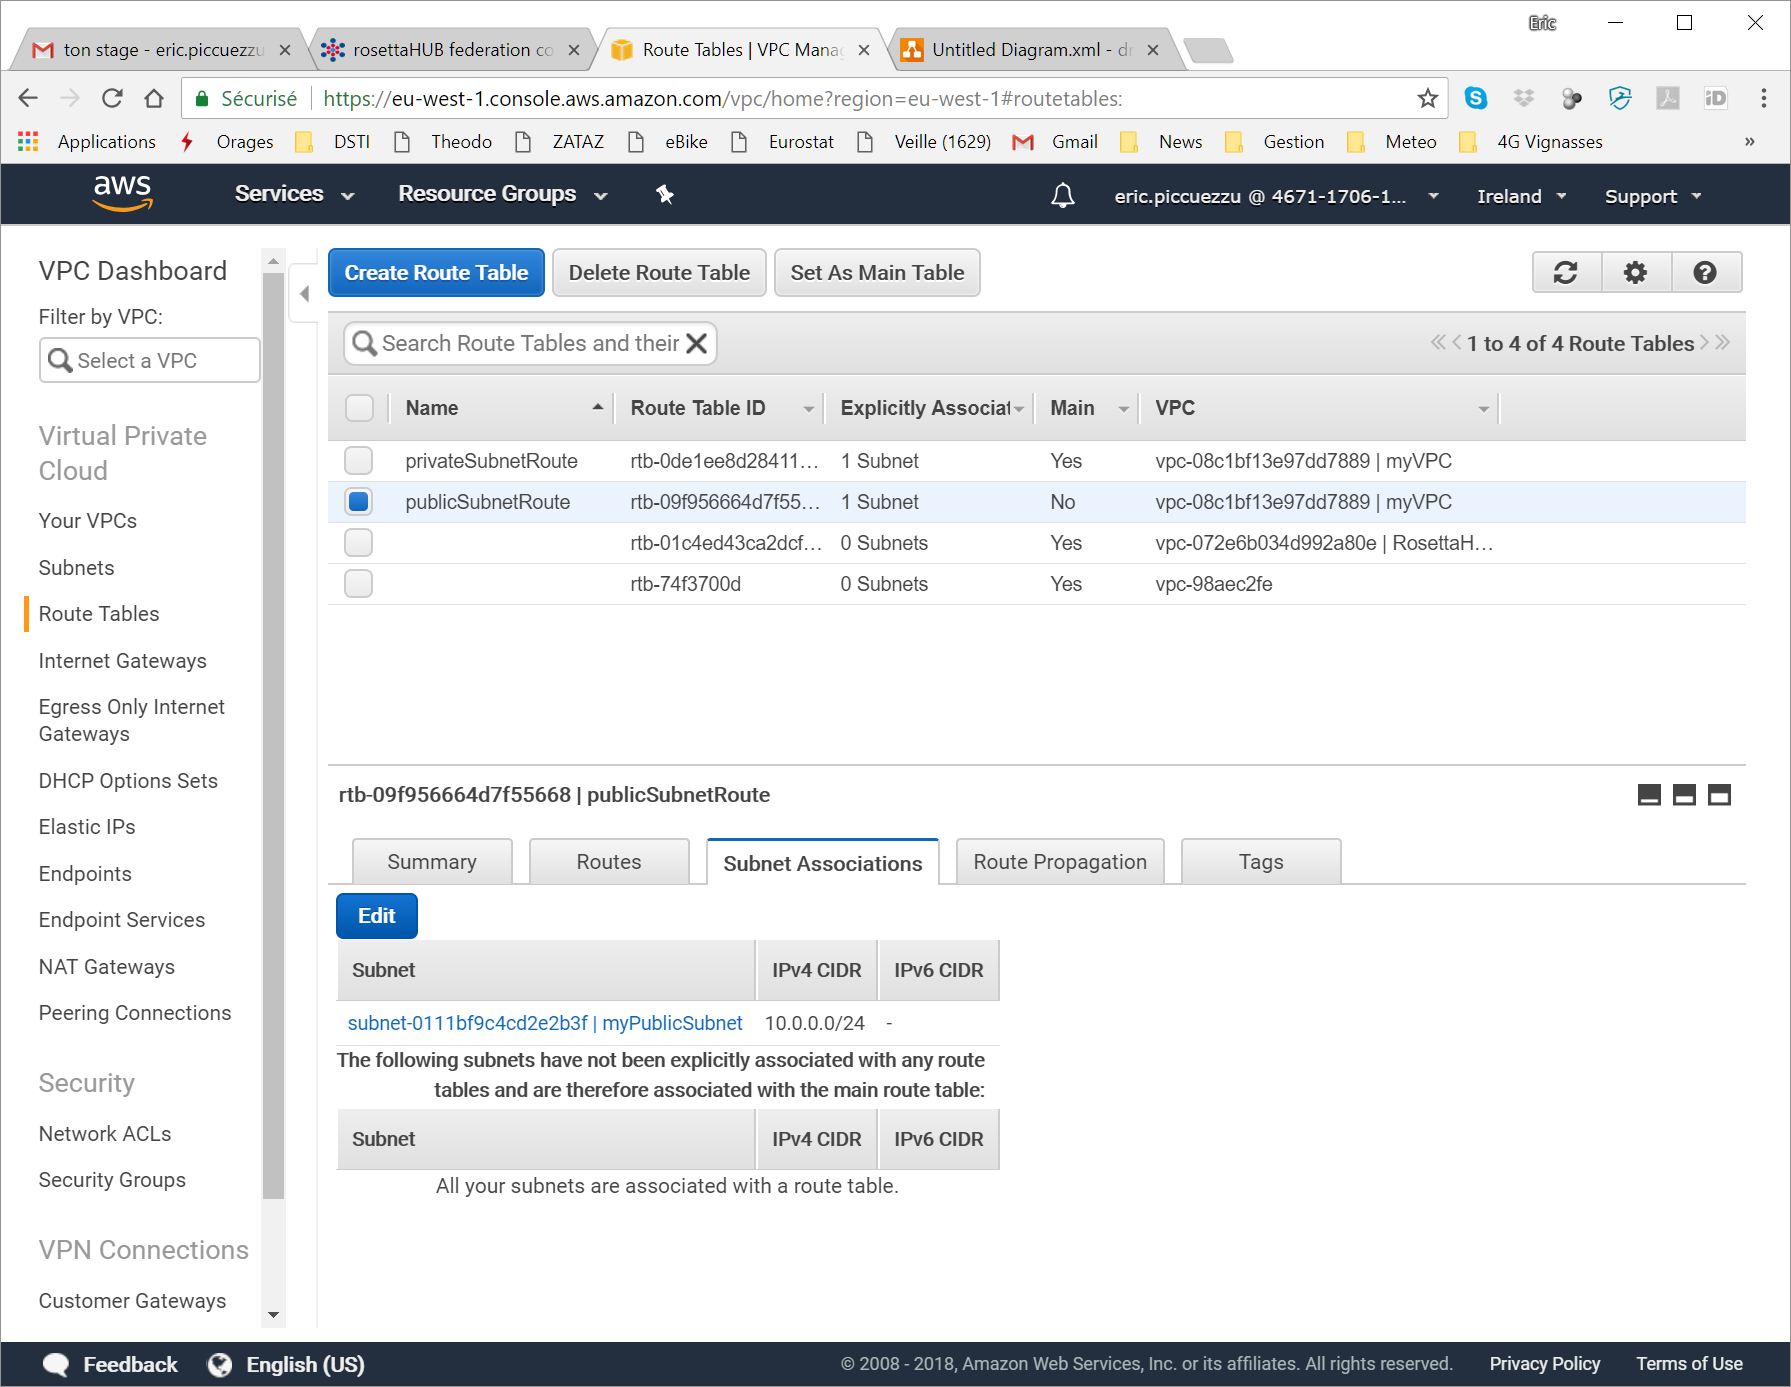 Eric
ton stage - eric.piccuezzu
rosettaHUB federation co
Route Tables | VPC Mana
Untitled Diagram.xml - dr
Sécurisé
https://eu-west-1.console.aws.amazon.com/vpc/home?region=eu-west-1#routetables:
iD
Applications
Orages
DSTI
Theodo
ZATAZ
eBike
Eurostat
Veille (1629)
Gmail
News
Gestion
Meteo
4G Vignasses
»
aws
Services
Resource Groups
eric.piccuezzu @ 4671-1706-1...
Ireland
Support
VPC Dashboard
Filter by VPC:
Select a VPC
Virtual Private
Cloud
Your VPCs
Subnets
Route Tables
Internet Gateways
Egress Only Internet
Gateways
DHCP Options Sets
Elastic IPs
Endpoints
Endpoint Services
NAT Gateways
Peering Connections
Security
Network ACLs
Security Groups
VPN Connections
Customer Gateways
Create Route Table
Delete Route Table
Set As Main Table
Search Route Tables and their
1 to 4 of 4 Route Tables
Name Route Table ID Explicitly Associat Main VPC
privateSubnetRoute rtb-0de1ee8d28411... 1 Subnet Yes vpc-08c1bf13e97dd7889 | myVPC
publicSubnetRoute rtb-09f956664d7f55... 1 Subnet No vpc-08c1bf13e97dd7889 | myVPC
rtb-01c4ed43ca2dcf... 0 Subnets Yes vpc-072e6b034d992a80e | RosettaH...
rtb-74f3700d 0 Subnets Yes vpc-98aec2fe
rtb-09f956664d7f55668 | publicSubnetRoute
Summary
Routes
Subnet Associations
Route Propagation
Tags
Edit
Subnet IPv4 CIDR IPv6 CIDR
subnet-0111bf9c4cd2e2b3f | myPublicSubnet 10.0.0.0/24 -
The following subnets have not been explicitly associated with any route
tables and are therefore associated with the main route table:
Subnet IPv4 CIDR IPv6 CIDR
All your subnets are associated with a route table.
Feedback
English (US)
© 2008 - 2018, Amazon Web Services, Inc. or its affiliates. All rights reserved.
Privacy Policy
Terms of Use